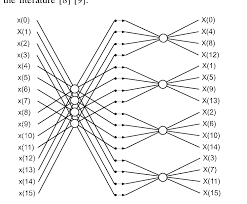 the literature [8] [9].
x(0) X(0)
x(1) X(4)
x(2) X(8)
x(3) X(12)
x(4) X(1)
x(5) X(5)
x(6) X(9)
x(7) X(13)
x(8) X(2)
x(9) X(6)
x(10) X(10)
x(11) X(14)
x(12) X(3)
x(13) X(7)
x(14) X(11)
x(15) X(15)